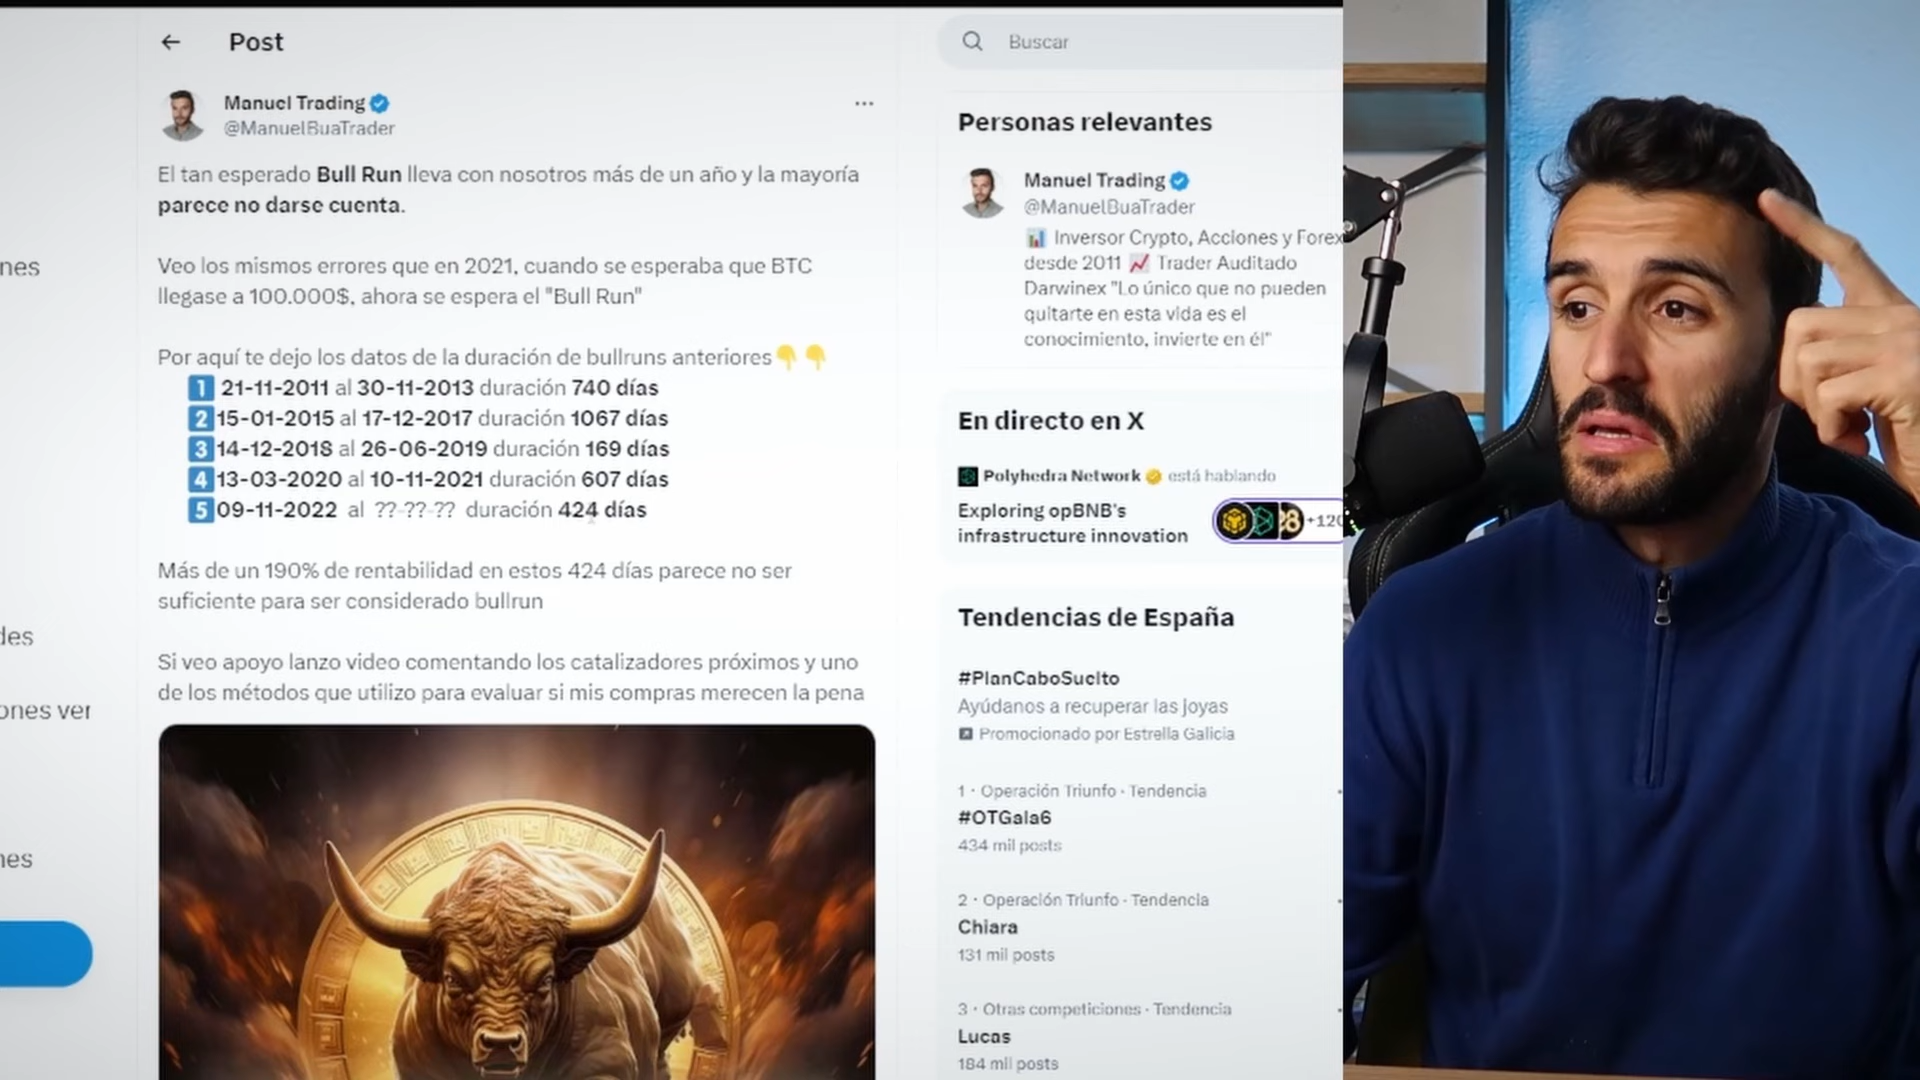 Post
Manuel Trading
@ManuelBuaTrader
El tan esperado Bull Run lleva con nosotros más de un año y la mayoría
parece no darse cuenta.
Veo los mismos errores que en 2021, cuando se esperaba que BTC
llegase a 100.000$, ahora se espera el "Bull Run"
Por aquí te dejo los datos de la duración de bullruns anteriores👇👇
1 21-11-2011 al 30-11-2013 duración 740 días
2 15-01-2015 al 17-12-2017 duración 1067 días
3 14-12-2018 al 26-06-2019 duración 169 días
4 13-03-2020 al 10-11-2021 duración 607 días
5 09-11-2022 al ??-??-?? duración 424 días
Más de un 190% de rentabilidad en estos 424 días parece no ser
suficiente para ser considerado bullrun
Si veo apoyo lanzo video comentando los catalizadores próximos y uno
de los métodos que utilizo para evaluar si mis compras merecen la pena
nes
des
ones ver
nes
Buscar
Personas relevantes
Manuel Trading
@ManuelBuaTrader
📊 Inversor Crypto, Acciones y Forex
desde 2011 📈 Trader Auditado
Darwinex "Lo único que no pueden
quitarte en esta vida es el
conocimiento, invierte en él"
En directo en X
Polyhedra Network está hablando
Exploring opBNB's
infrastructure innovation
+120
Tendencias de España
#PlanCaboSuelto
Ayúdanos a recuperar las joyas
Promocionado por Estrella Galicia
1 · Operación Triunfo · Tendencia
#OTGala6
434 mil posts
2 · Operación Triunfo · Tendencia
Chiara
131 mil posts
3 · Otras competiciones · Tendencia
Lucas
184 mil posts